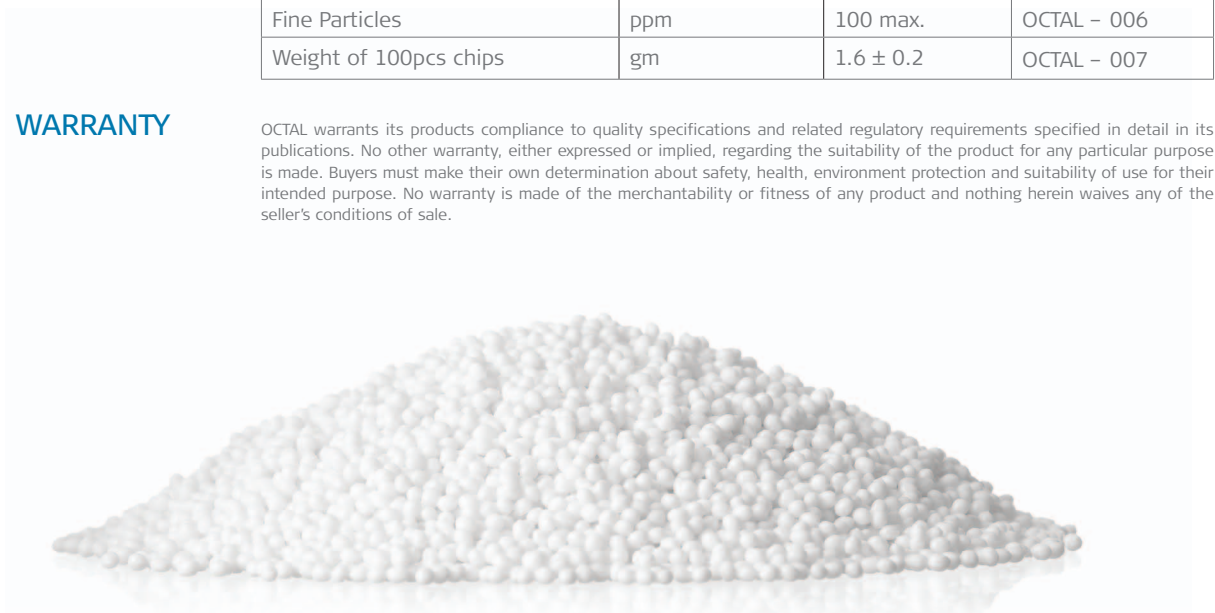 Fine Particles ppm 100 max. OCTAL – 006
Weight of 100pcs chips gm 1.6 ± 0.2 OCTAL – 007
WARRANTY
OCTAL warrants its products compliance to quality specifications and related regulatory requirements specified in detail in its
publications. No other warranty, either expressed or implied, regarding the suitability of the product for any particular purpose
is made. Buyers must make their own determination about safety, health, environment protection and suitability of use for their
intended purpose. No warranty is made of the merchantability or fitness of any product and nothing herein waives any of the
seller’s conditions of sale.